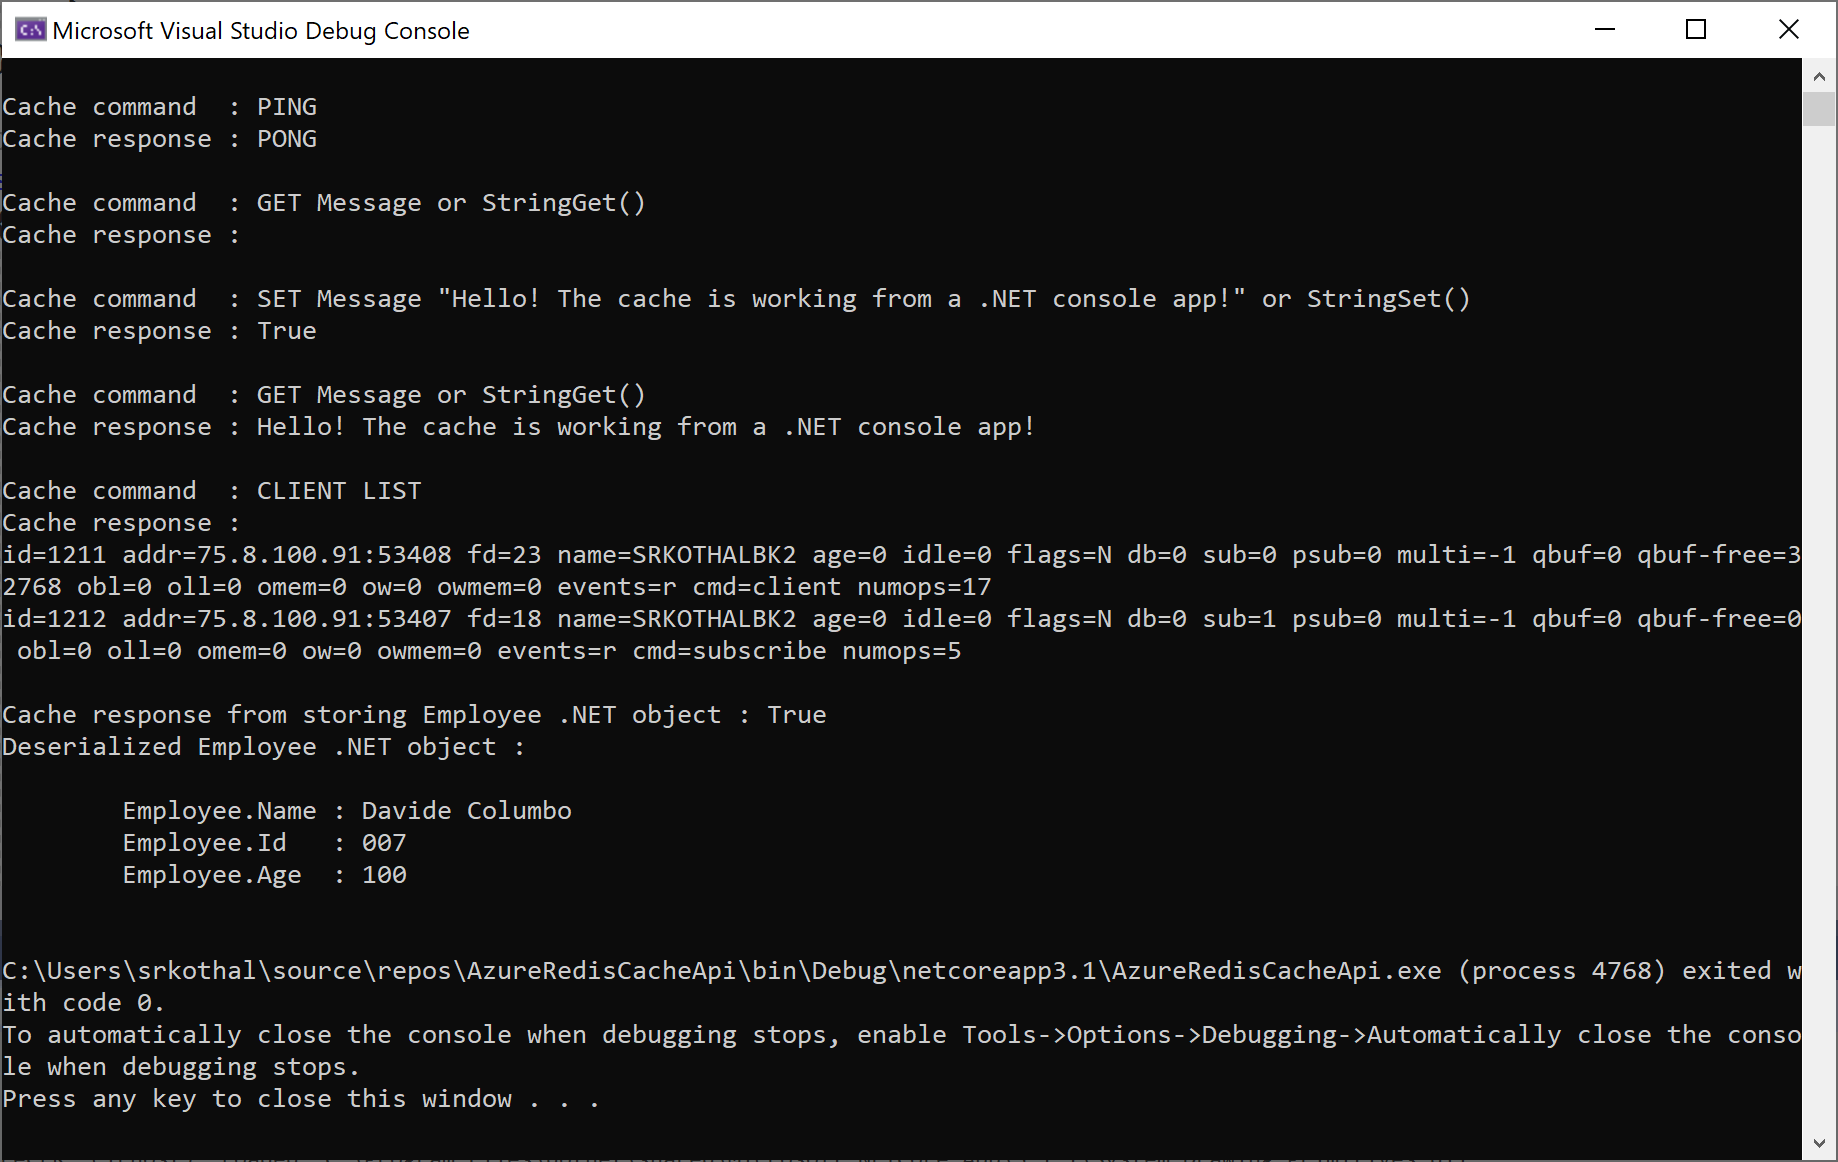 Microsoft Visual Studio Debug Console
Cache command  : PING
Cache response : PONG
Cache command  : GET Message or StringGet()
Cache response :
Cache command  : SET Message "Hello! The cache is working from a .NET console app!" or StringSet()
Cache response : True
Cache command  : GET Message or StringGet()
Cache response : Hello! The cache is working from a .NET console app!
Cache command  : CLIENT LIST
Cache response :
id=1211 addr=75.8.100.91:53408 fd=23 name=SRKOTHALBK2 age=0 idle=0 flags=N db=0 sub=0 psub=0 multi=-1 qbuf=0 qbuf-free=3
2768 obl=0 oll=0 omem=0 ow=0 owmem=0 events=r cmd=client numops=17
id=1212 addr=75.8.100.91:53407 fd=18 name=SRKOTHALBK2 age=0 idle=0 flags=N db=0 sub=1 psub=0 multi=-1 qbuf=0 qbuf-free=0
 obl=0 oll=0 omem=0 ow=0 owmem=0 events=r cmd=subscribe numops=5
Cache response from storing Employee .NET object : True
Deserialized Employee .NET object :
        Employee.Name : Davide Columbo
        Employee.Id   : 007
        Employee.Age  : 100
C:\Users\srkothal\source\repos\AzureRedisCacheApi\bin\Debug\netcoreapp3.1\AzureRedisCacheApi.exe (process 4768) exited w
ith code 0.
To automatically close the console when debugging stops, enable Tools->Options->Debugging->Automatically close the conso
le when debugging stops.
Press any key to close this window . . .